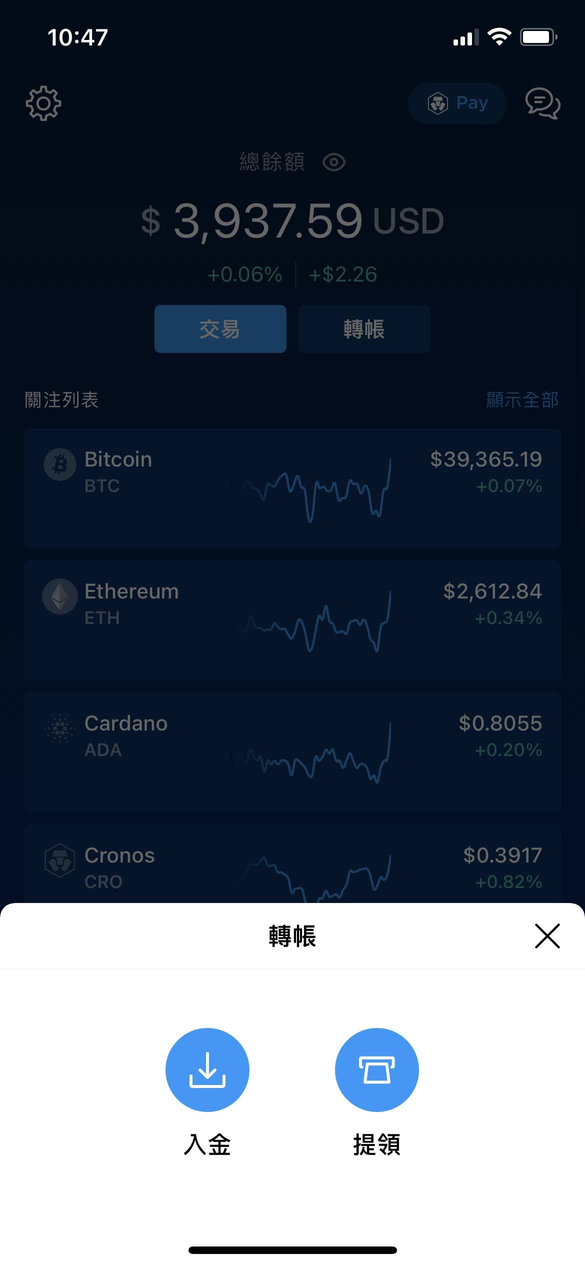 10:47
Pay
總餘額
$ 3,937.59 USD
+0.06% +$2.26
交易 轉帳
關注列表 顯示全部
Bitcoin $39,365.19
BTC +0.07%
Ethereum $2,612.84
ETH +0.34%
Cardano $0.8055
ADA +0.20%
Cronos $0.3917
CRO +0.82%
轉帳
入金 提領